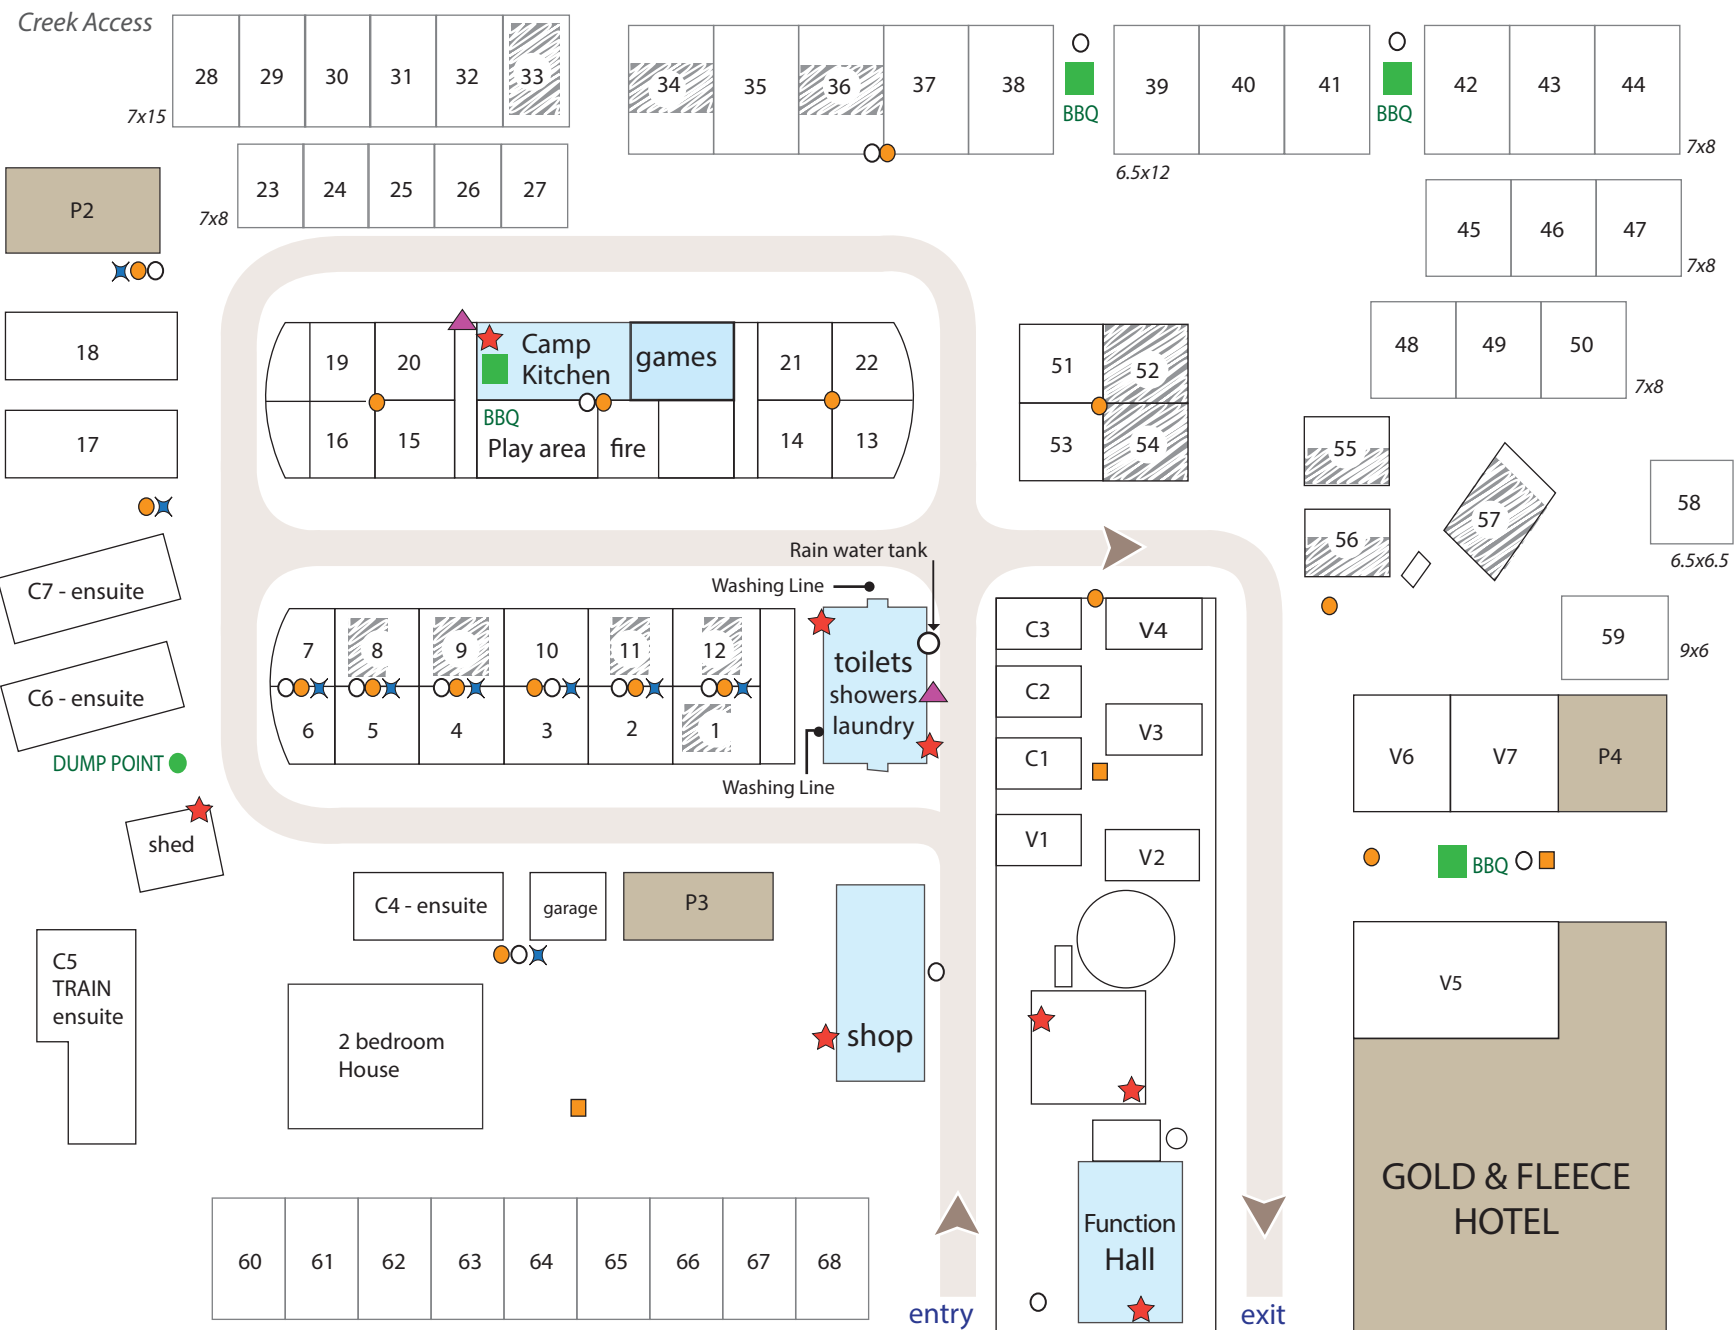 Creek Access
28 29 30 31 32 33
7x15
34 35 36 37 38
BBQ
39 40 41
6.5x12
BBQ
42 43 44
7x8
P2
23 24 25 26 27
7x8
45 46 47
7x8
18
17
19 20
16 15
Camp
Kitchen
games
BBQ
Play area
fire
21 22
14 13
51 52
53 54
48 49 50
7x8
55
56
57
58
6.5x6.5
59
9x6
C7 - ensuite
C6 - ensuite
DUMP POINT
shed
Rain water tank
Washing Line
7 8 9 10 11 12
6 5 4 3 2 1
toilets
showers
laundry
Washing Line
C3
V4
C2
V3
C1
V1
V2
V6
V7
P4
BBQ
C4 - ensuite
garage
P3
C5
TRAIN
ensuite
2 bedroom
House
shop
V5
GOLD & FLEECE
HOTEL
Function
Hall
60 61 62 63 64 65 66 67 68
entry
exit